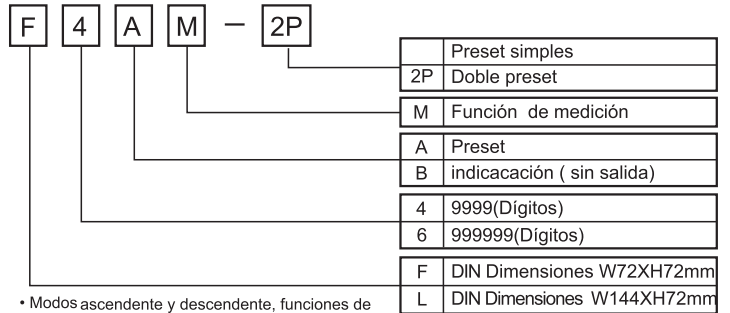 F 4 A M - 2P
Preset simples
2P Doble preset
M Función de medición
A Preset
B indicacación ( sin salida)
4 9999(Dígitos)
6 999999(Dígitos)
F DIN Dimensiones W72XH72mm
L DIN Dimensiones W144XH72mm
• Modos ascendente y descendente, funciones de